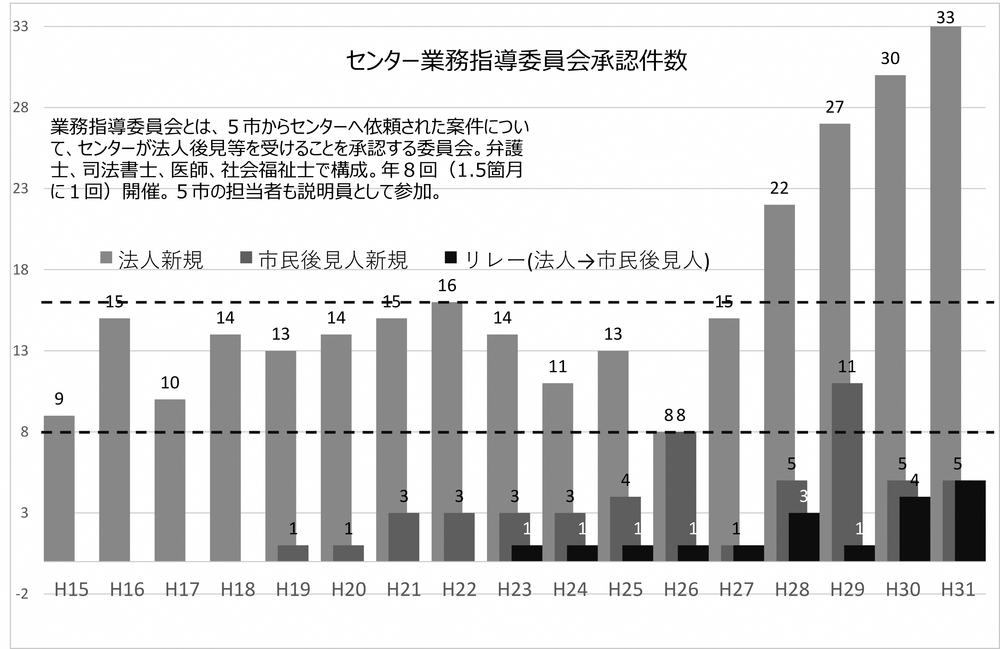 センター業務指導委員会承認件数
業務指導委員会とは、５市からセンターへ依頼された案件につい
て、センターが法人後見等を受けることを承認する委員会。弁護
士、司法書士、医師、社会福祉士で構成。年８回（1.5箇月
に１回） 開催。５市の担当者も説明員として参加。
法人新規 市民後見人新規 リレー(法人→市民後見人)
33
28
23
18
13
8
3
-2
9 15 10 14 13 14 15 16 14 11 13 8 15 22 27 30 33
1 1 3 3 3 3 4 8 1 5 11 5 5
1 1 1 1 3 1 4
H15 H16 H17 H18 H19 H20 H21 H22 H23 H24 H25 H26 H27 H28 H29 H30 H31